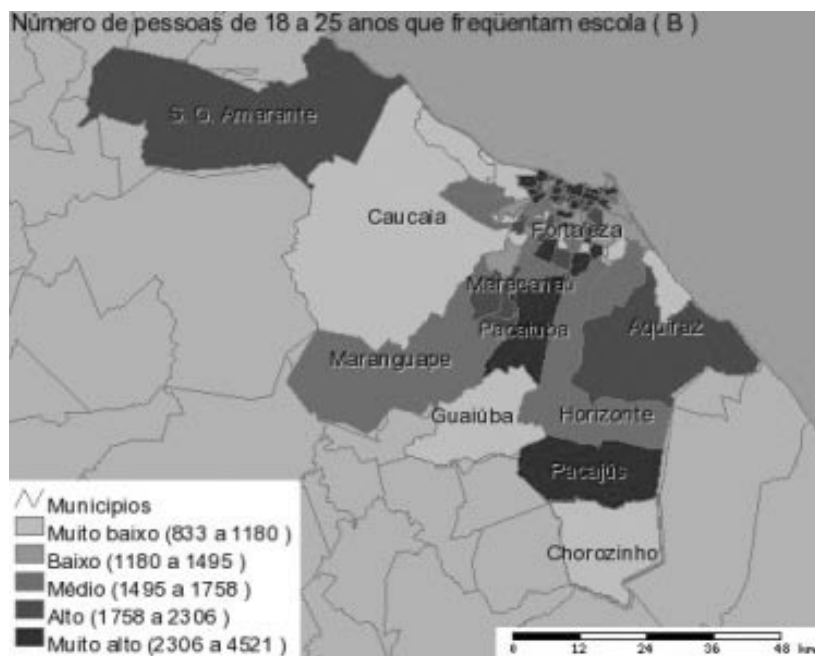 Número de pessoas de 18 a 25 anos que freqüentam escola ( B )
S. G. Amarante
Caucaia
Fortaleza
Maracanaú
Pacatuba
Aquiraz
Maranguape
Guaiúba
Horizonte
Pacajús
Chorozinho
Municipios
Muito baixo (833 a 1180 )
Baixo (1180 a 1495 )
Médio (1495 a 1758 )
Alto (1758 a 2306 )
Muito alto (2306 a 4521 )
0 12 24 36 48 km